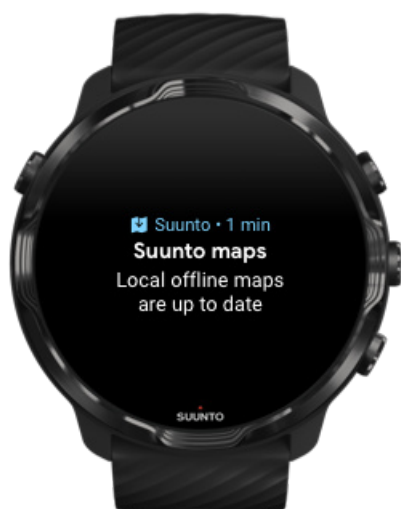 Suunto • 1 min
Suunto maps
Local offline maps
are up to date
SUUNTO